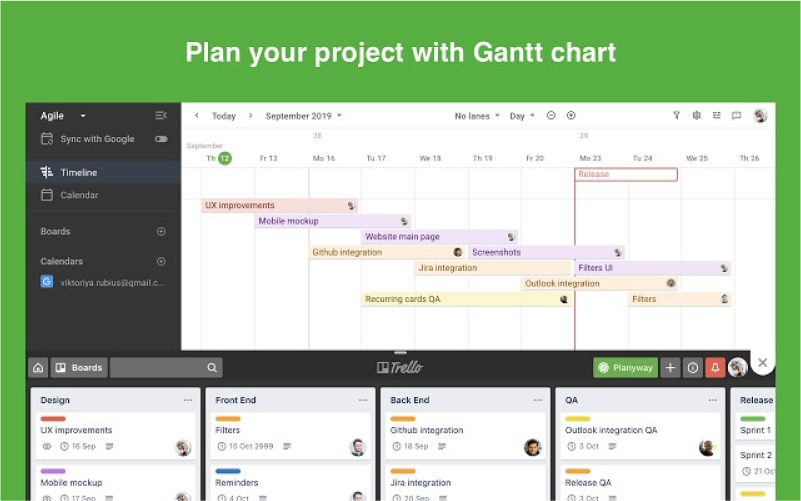 Plan your project with Gantt chart
Agile
Today
September 2019
No lanes
Day
Sync with Google
38
39
September
Th 12
Fr 13
Mo 16
Tu 17
We 18
Th 19
Fr 20
Mo 23
Tu 24
We 25
Th 26
Timeline
Release
Calendar
UX improvements
Mobile mockup
Boards
Website main page
Github integration
Screenshots
Calendars
Jira integration
Filters UI
G
viktoriya.rubius@gmail.c...
Outlook integration
Recurring cards QA
Filters
Boards
Trello
Planyway
Design
Front End
Back End
QA
Release
UX improvements
Filters
Github integration
Outlook integration QA
Sprint 1
16 Sep
15 Oct 2999
18 Sep
3 Oct
Sprint 2
21 Oc
Mobile mockup
Reminders
Jira integration
Release QA
17 Sep
4 Oct
20 Sep
3 Oct